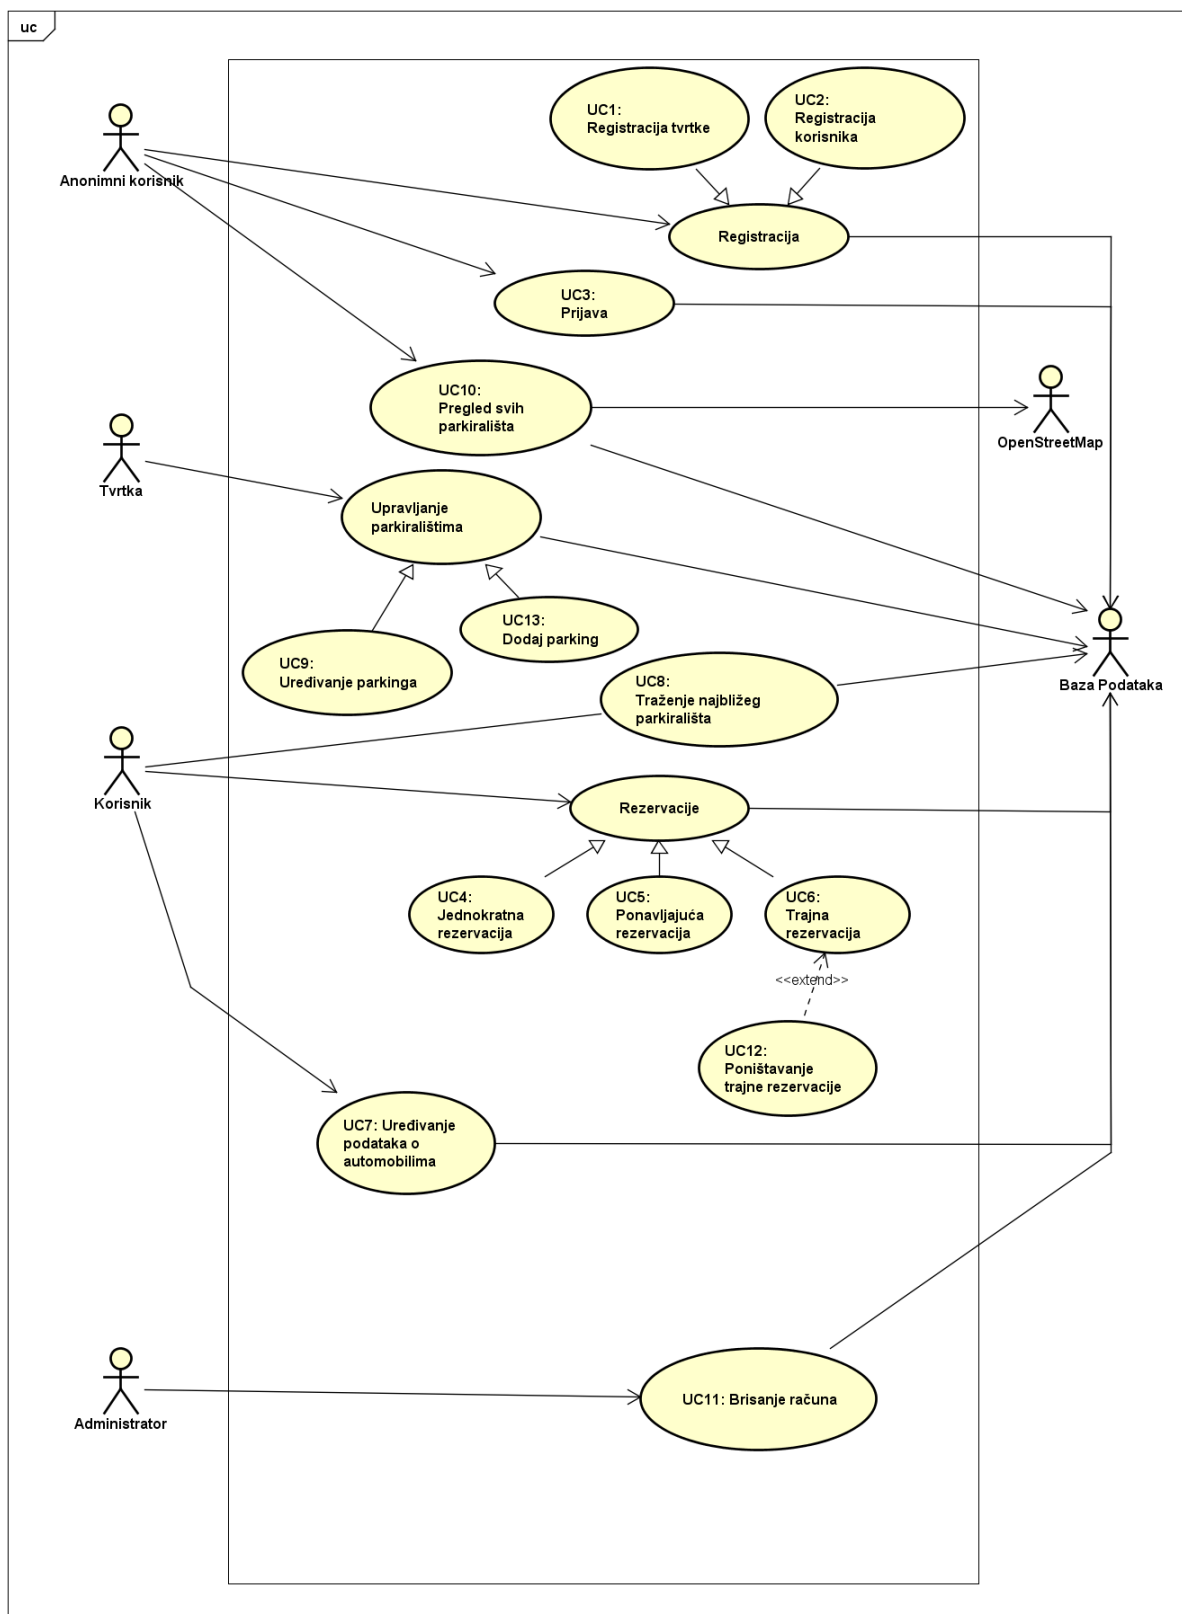 uc
UC1:
Registracija tvrtke
UC2:
Registracija
korisnika
Anonimni korisnik
Registracija
UC3:
Prijava
UC10:
Pregled svih
parkirališta
OpenStreetMap
Tvrtka
Upravljanje
parkiralištima
UC13:
Dodaj parking
UC9:
Uređivanje parkinga
UC8:
Traženje najbližeg
parkirališta
Baza Podataka
Korisnik
Rezervacije
UC4:
Jednokratna
rezervacija
UC5:
Ponavljajuća
rezervacija
UC6:
Trajna
rezervacija
<<extend>>
UC12:
Poništavanje
trajne rezervacije
UC7: Uređivanje
podataka o
automobilima
Administrator
UC11: Brisanje računa